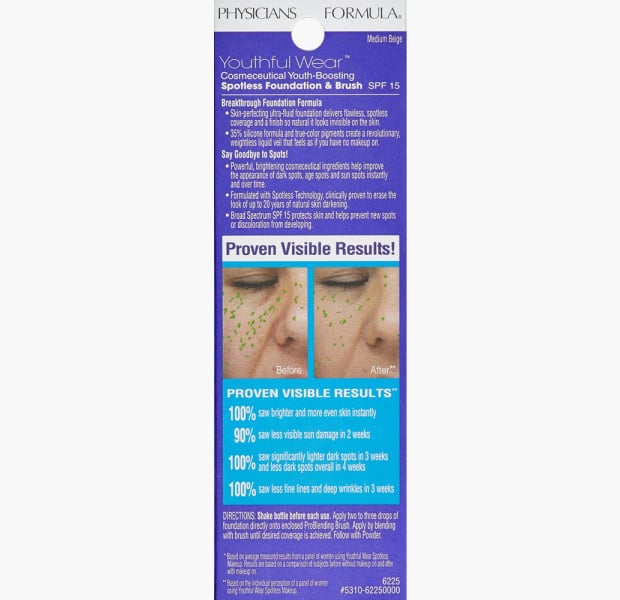 PHYSICIANS FORMULA®
Medium Beige
Youthful Wear™
Cosmeceutical Youth-Boosting
Spotless Foundation & Brush SPF 15
Breakthrough Foundation Formula
• Skin-perfecting ultra-fluid foundation delivers flawless, spotless
coverage and a finish so natural it looks invisible on the skin.
• 35% silicone formula and true-color pigments create a revolutionary,
weightless liquid veil that feels as if you have no makeup on.
Say Goodbye to Spots!
• Powerful, brightening cosmeceutical ingredients help improve
the appearance of dark spots, age spots and sun spots instantly
and over time.
• Formulated with Spotless Technology, clinically proven to erase the
look of up to 20 years of natural skin darkening.
• Broad Spectrum SPF 15 protects skin and helps prevent new spots
or discoloration from developing.
Proven Visible Results!
Before After**
PROVEN VISIBLE RESULTS**
100% saw brighter and more even skin instantly
90% saw less visible sun damage in 2 weeks
100% saw significantly lighter dark spots in 3 weeks
and less dark spots overall in 4 weeks
100% saw less fine lines and deep wrinkles in 3 weeks
DIRECTIONS: Shake bottle before each use. Apply two to three drops of
foundation directly onto enclosed ProBlending Brush. Apply by blending
with brush until desired coverage is achieved. Follow with Powder.
* Based on average measured results from a panel of women using Youthful Wear Spotless
Makeup. Results are based on a comparison of subjects before without makeup on and after
with makeup on.
** Based on the individual perception of a panel of women
using Youthful Wear Spotless Makeup.
6225
#5310-62250000